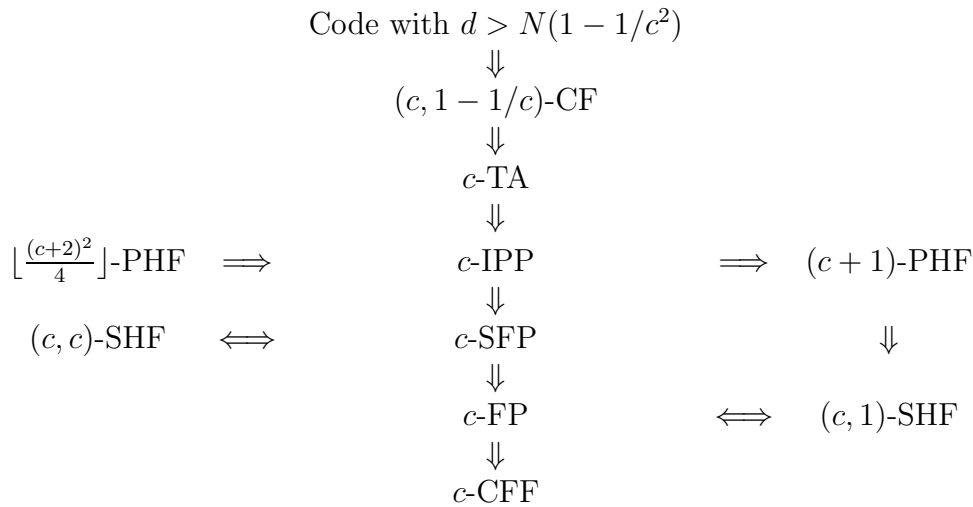 Code with d > N(1 − 1/c²)
⇓
(c, 1 − 1/c)-CF
⇓
c-TA
⇓
⌊(c+2)²/4⌋-PHF ⟹ c-IPP ⟹ (c + 1)-PHF
⇓
(c, c)-SHF ⟺ c-SFP ⇓
⇓
c-FP ⟺ (c, 1)-SHF
⇓
c-CFF